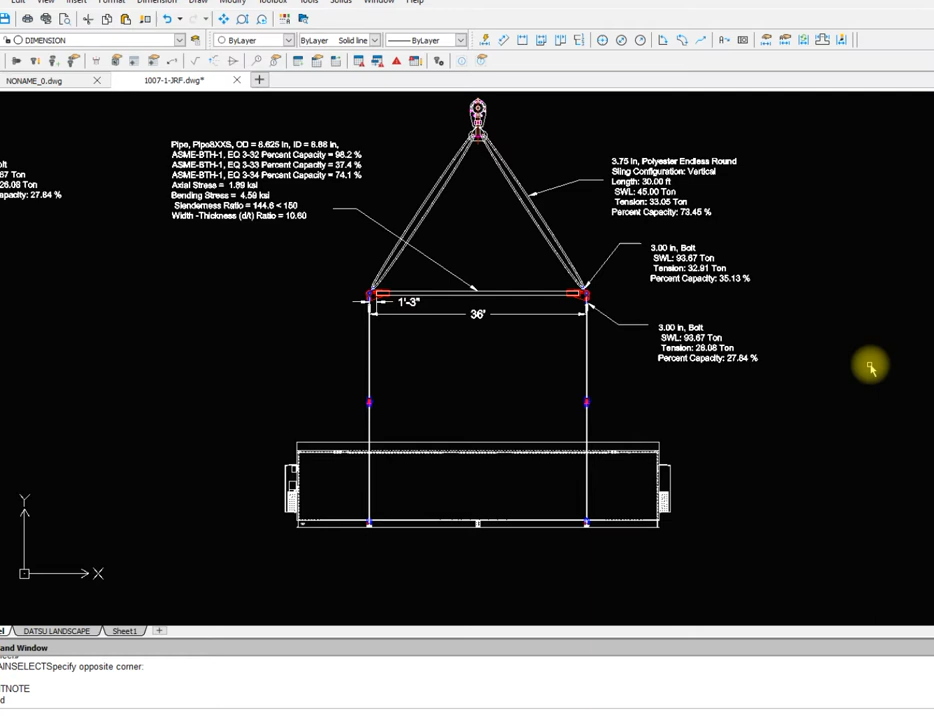 View Insert Format Dimension Draw Modify Toolbox Tools Solids Window Help
DIMENSION
ByLayer
ByLayer Solid line
ByLayer
NONAME_0.dwg
1007-1-JRF.dwg*
Pipe, Pipe8XXS, OD = 8.625 in, ID = 6.88 in,
ASME-BTH-1, EQ 3-32 Percent Capacity = 98.2 %
ASME-BTH-1, EQ 3-33 Percent Capacity = 37.4 %
ASME-BTH-1, EQ 3-34 Percent Capacity = 74.1 %
Axial Stress = 1.89 ksi
Bending Stress = 4.59 ksi
Slenderness Ratio = 144.6 < 150
Width -Thickness (d/t) Ratio = 10.60
olt
67 Ton
26.08 Ton
apacity: 27.84 %
3.75 in, Polyester Endless Round
Sling Configuration: Vertical
Length: 30.00 ft
SWL: 45.00 Ton
Tension: 33.05 Ton
Percent Capacity: 73.45 %
3.00 in, Bolt
SWL: 93.67 Ton
Tension: 32.91 Ton
Percent Capacity: 35.13 %
1'-3"
36'
3.00 in, Bolt
SWL: 93.67 Ton
Tension: 26.08 Ton
Percent Capacity: 27.84 %
Y
X
el
DATSU LANDSCAPE
Sheet1
and Window
AINSELECTSpecify opposite corner:
TNOTE
d